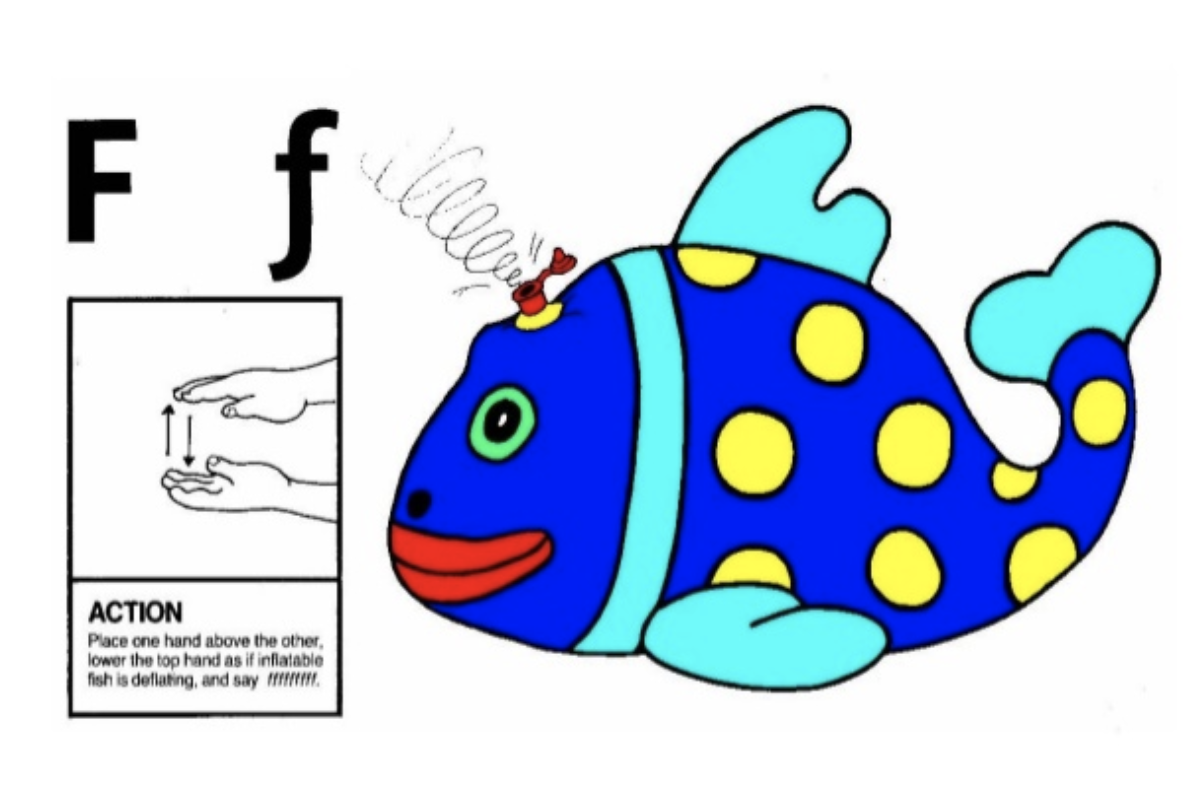 F f
ACTION
Place one hand above the other,
lower the top hand as if inflatable
fish is deflating, and say fffffffff.